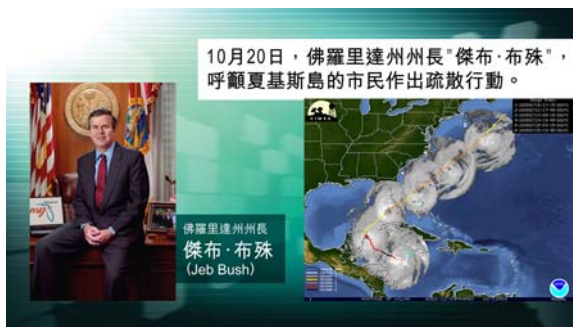 10月20日，佛羅里達州州長"傑布·布殊"，
呼籲夏基斯島的市民作出疏散行動。
佛羅里達州州長
傑布·布殊
(Jeb Bush)
CIMSS